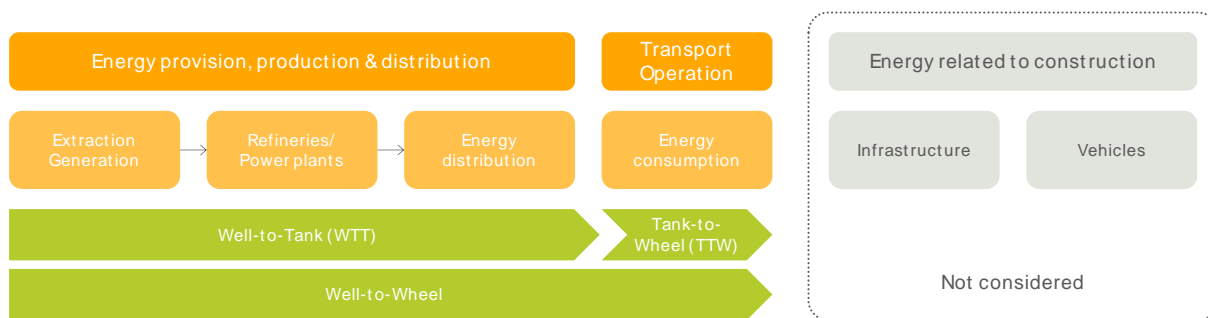 Energy provision, production & distribution
Transport
Operation
Energy related to construction
Extraction
Generation
Refineries/
Power plants
Energy
distribution
Energy
consumption
Infrastructure
Vehicles
Well-to-Tank (WTT)
Tank-to-
Wheel (TTW)
Well-to-Wheel
Not considered